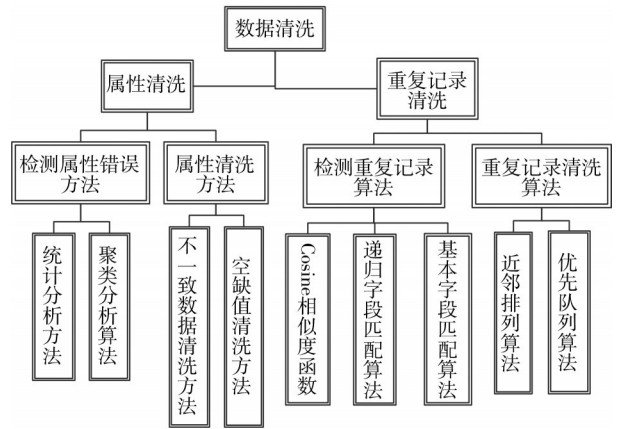 数据清洗
属性清洗
重复记录
清洗
检测属性错误
方法
属性清洗
方法
检测重复记录
算法
重复记录清洗
算法
统计分析方法
聚类分析算法
不一致数据清洗方法
空缺值清洗方法
Cosine相似度函数
递归字段匹配算法
基本字段匹配算法
近邻排列算法
优先队列算法